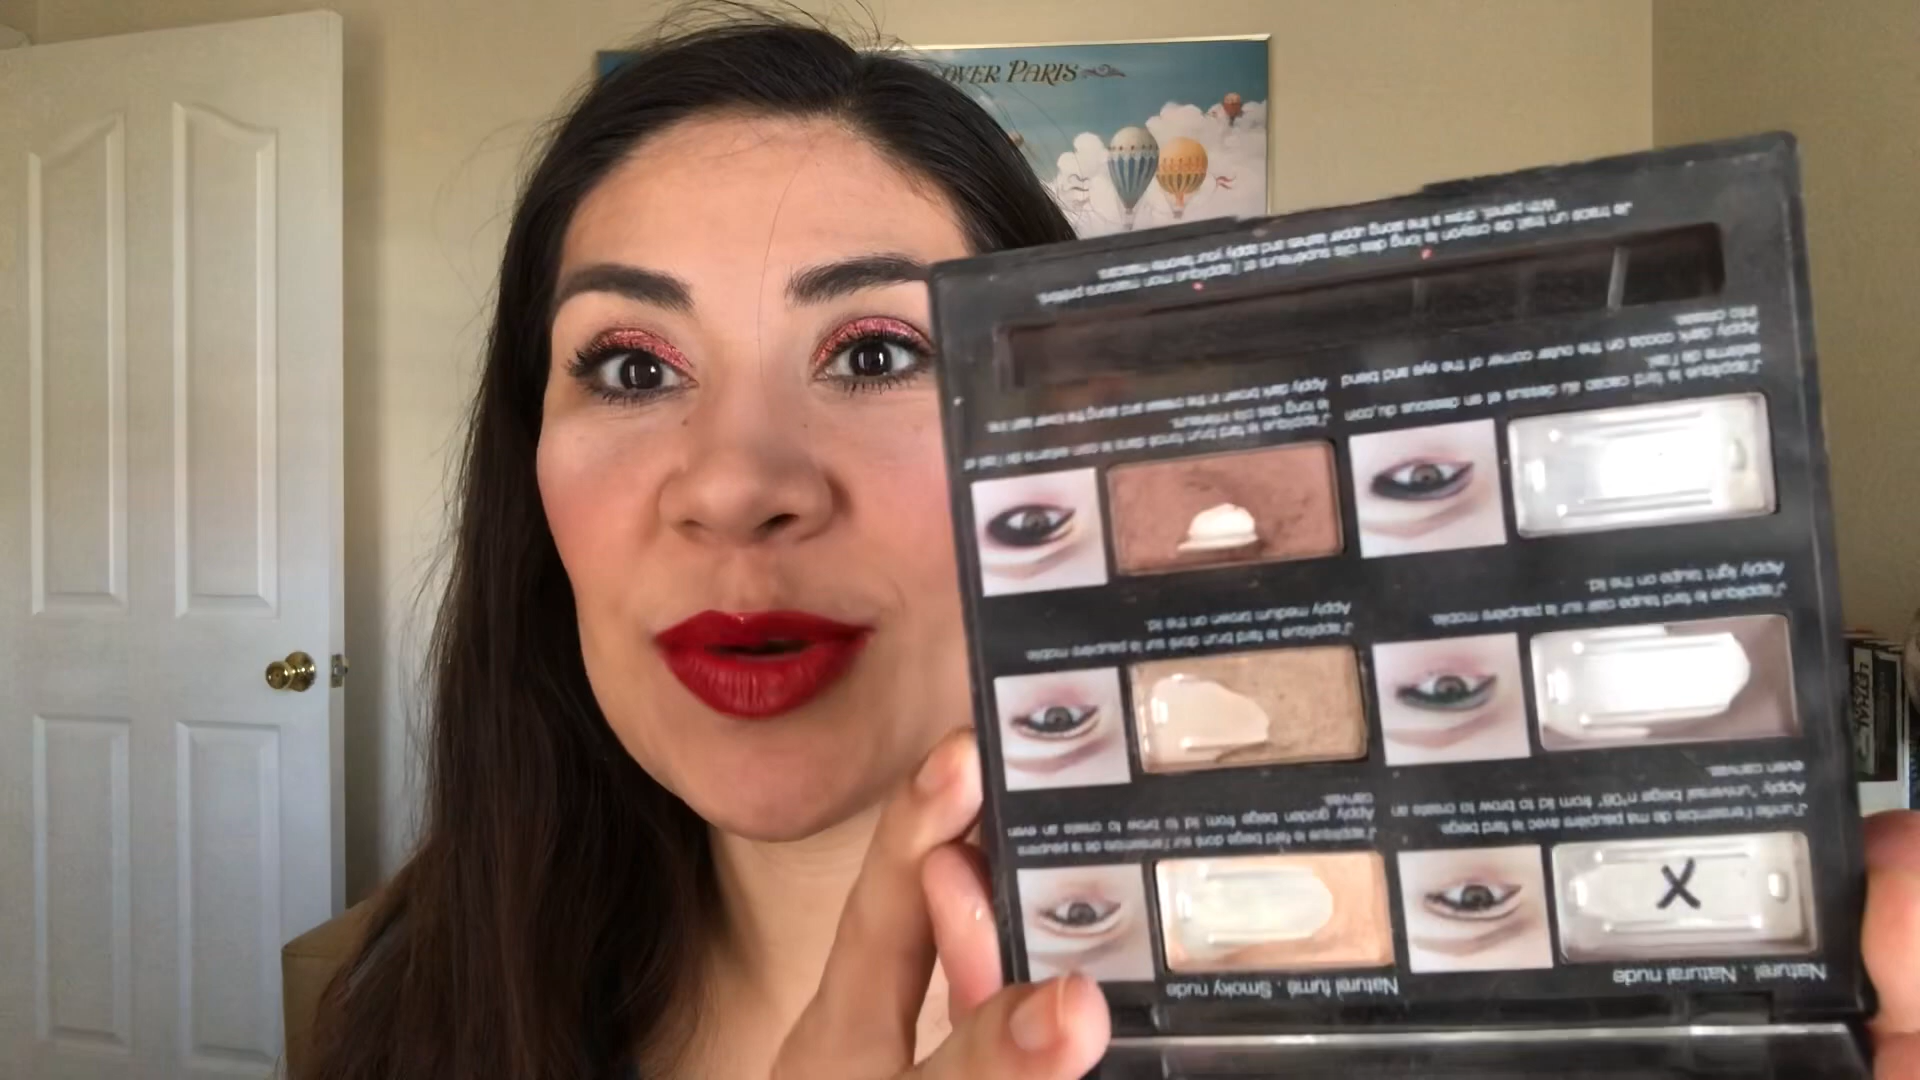 OVER PARIS
Naturel . Natural nude
J'unifie l'ensemble de ma paupière avec le fard beige.
Apply "universal beige n°08" from lid to brow to create an
even canvas.
X
J'applique le fard taupe clair sur la paupière mobile.
Apply light taupe on the lid.
J'applique le fard cacao au dessus et en dessous du coin
externe de l'œil.
Apply dark cocoa on the outer corner of the eye and blend
into crease.
Naturel fumé . Smoky nude
J'applique le fard beige doré sur l'ensemble de la paupière
Apply golden beige from lid to brow to create an even
canvas.
J'applique le fard brun doré sur la paupière mobile.
Apply medium brown on the lid.
J'applique le fard brun foncé dans le coin externe de l'œil et
le long des cils inférieurs.
Apply dark brown in the crease and along the lower lash line.
Je trace un trait de crayon le long des cils supérieurs et j'applique mon mascara préféré.
With pencil, draw a line along upper lashes and apply your favorite mascara.